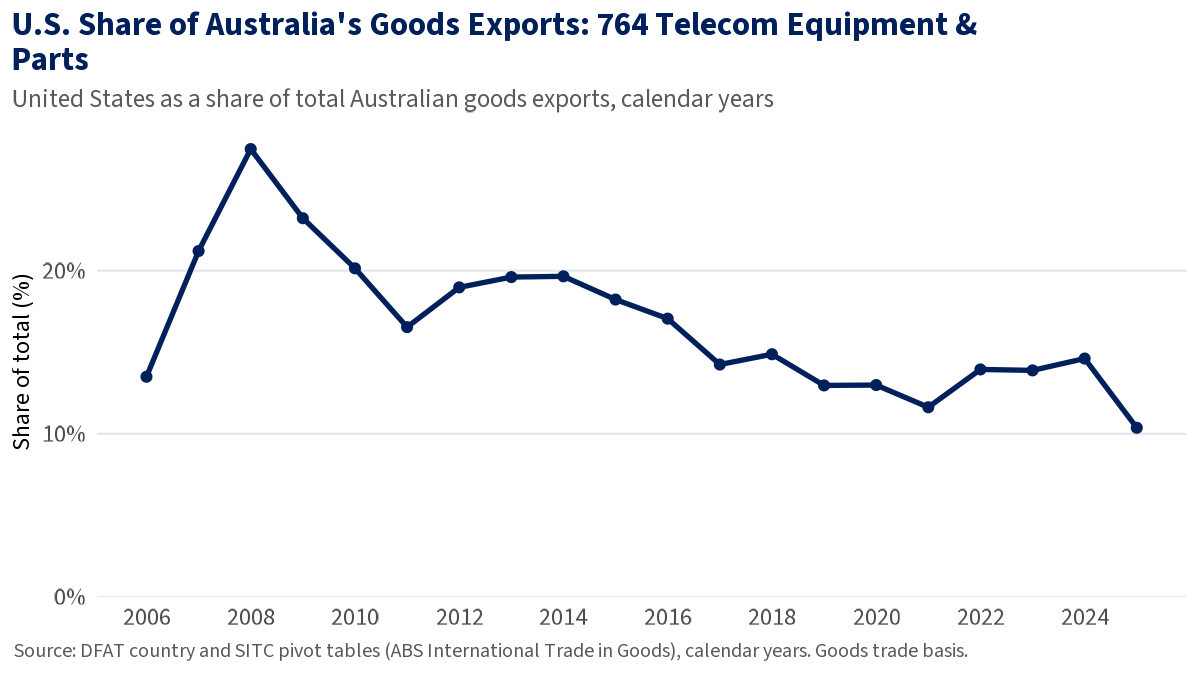 U.S. Share of Australia's Goods Exports: 764 Telecom Equipment &
Parts
United States as a share of total Australian goods exports, calendar years
Share of total (%)
20%
10%
0%
2006 2008 2010 2012 2014 2016 2018 2020 2022 2024
Source: DFAT country and SITC pivot tables (ABS International Trade in Goods), calendar years. Goods trade basis.